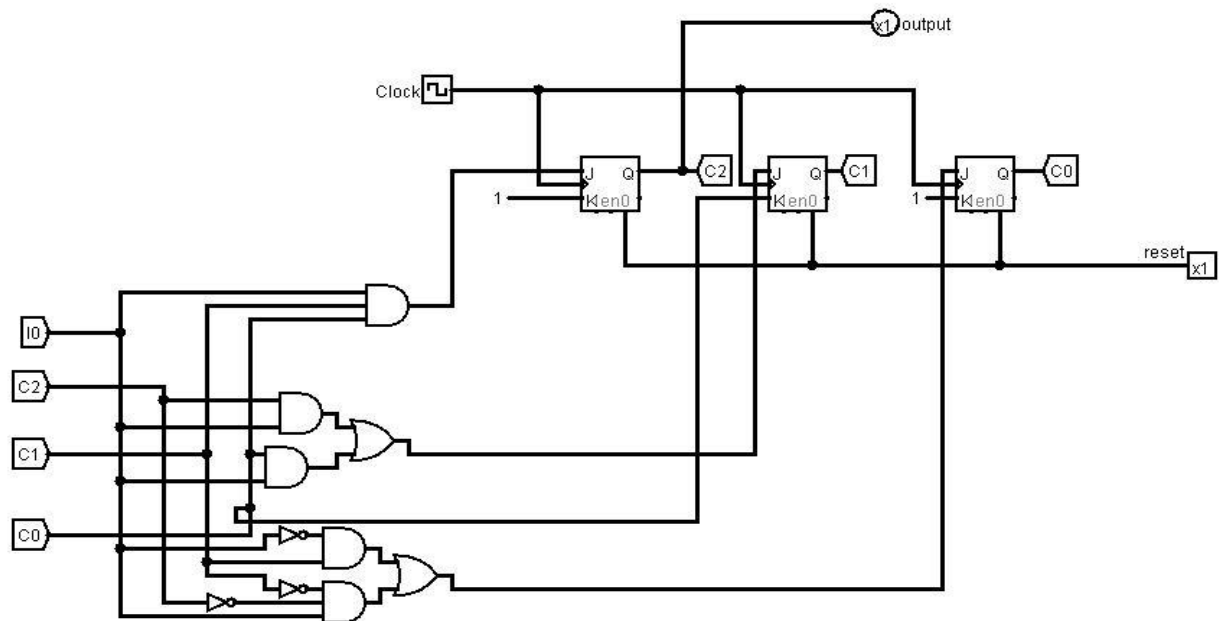 x1 output
Clock
J Q
K en0
C2
J Q
K en0
C1
J Q
K en0
C0
1
1
reset
x1
I0
C2
C1
C0